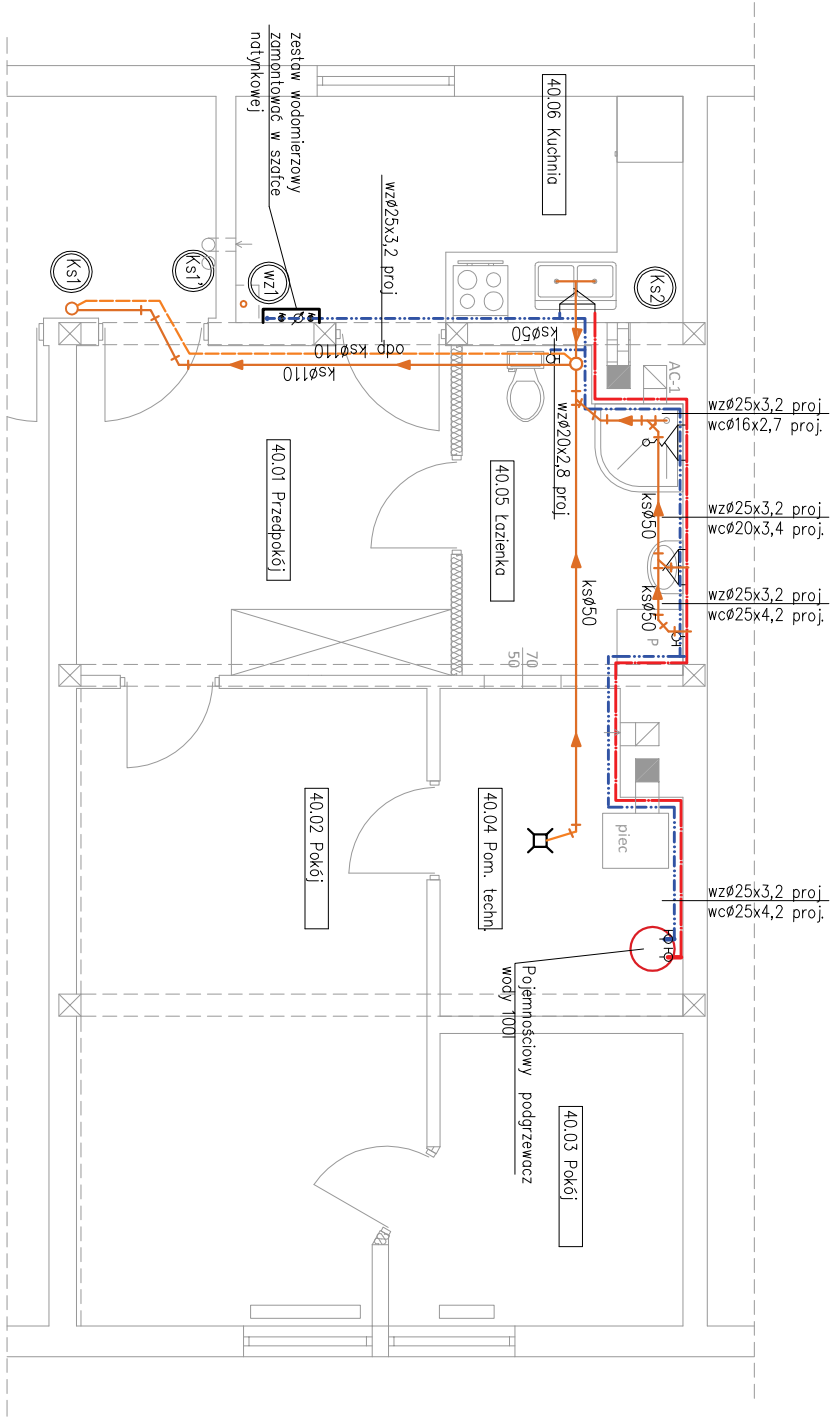 zestaw wodomierzowy
zamontować w szafce
natynkowej
40.06 Kuchnia
wzø25x3,2 proj
Ks1
Ks1'
wz1
Ks2
ksø50
odp ksø110
ksø110
wzø20x2,8 proj
AC-1
wzø25x3,2 proj
wcø16x2,7 proj.
wzø25x3,2 proj
wcø20x3,4 proj.
wzø25x3,2 proj
wcø25x4,2 proj.
ksø50
ksø50
P
40.01 Przedpokój
40.05 Łazienka
ksø50
70
50
40.02 Pokój
40.04 Pom. techn.
piec
wzø25x3,2 proj
wcø25x4,2 proj.
Pojemnościowy podgrzewacz
wody 100l
40.03 Pokój